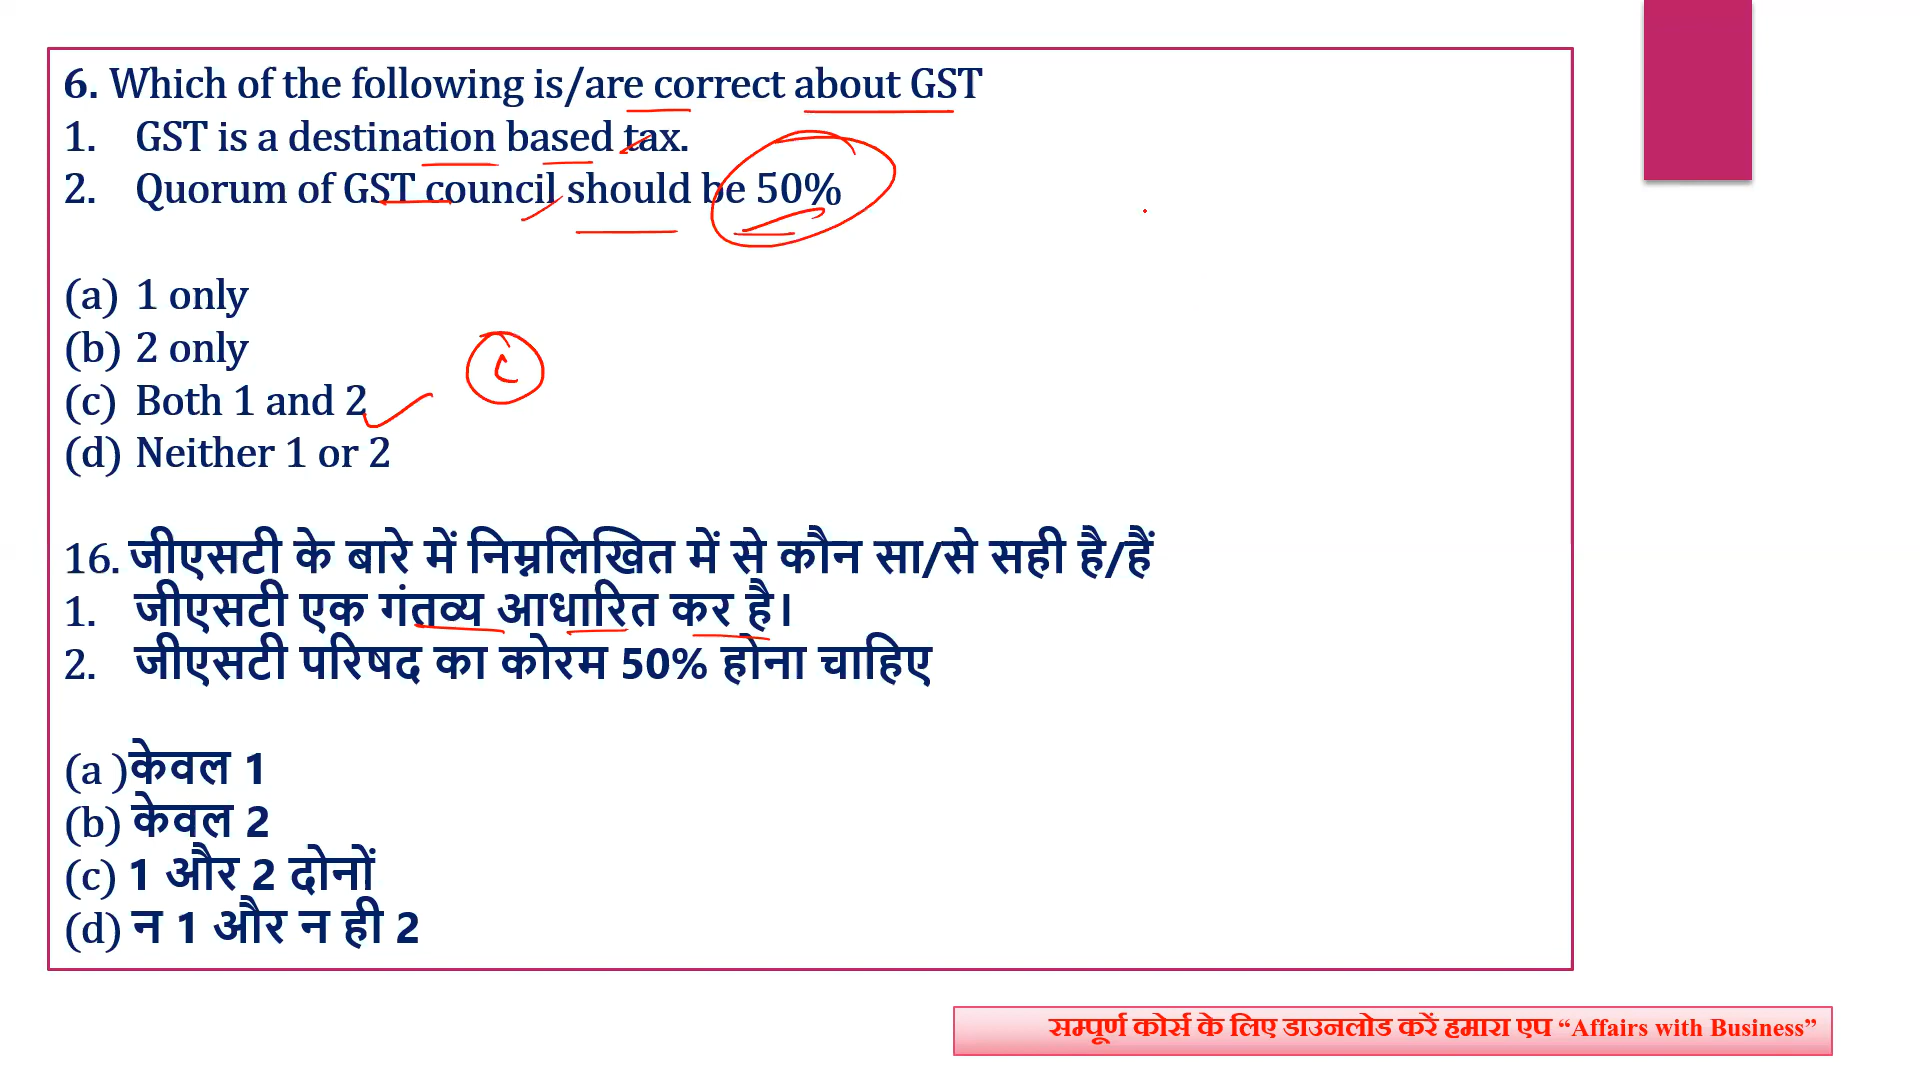 6. Which of the following is/are correct about GST
1. GST is a destination based tax.
2. Quorum of GST council should be 50%
(a) 1 only
(b) 2 only
(c) Both 1 and 2
(d) Neither 1 or 2
C
16. जीएसटी के बारे में निम्नलिखित में से कौन सा/से सही है/हैं
1. जीएसटी एक गंतव्य आधारित कर है।
2. जीएसटी परिषद का कोरम 50% होना चाहिए
(a )केवल 1
(b) केवल 2
(c) 1 और 2 दोनों
(d) न 1 और न ही 2
सम्पूर्ण कोर्स के लिए डाउनलोड करें हमारा एप “Affairs with Business”